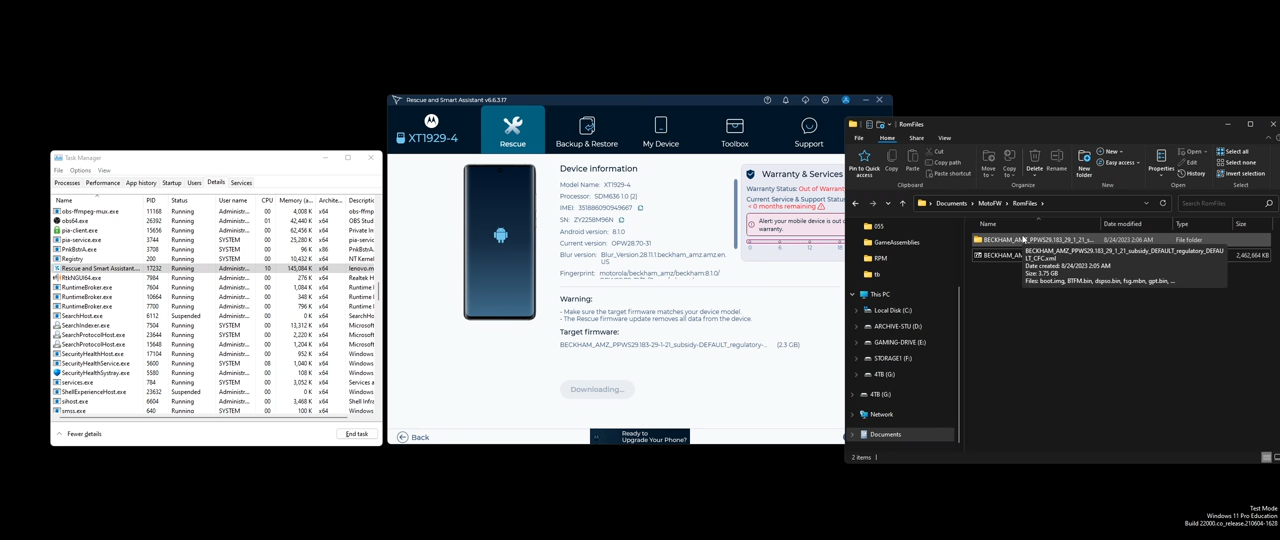 Task Manager
File Options View
Processes Performance App history Startup Users Details Services
Name PID Status User name CPU Memory (a... Archite... Descripti
obs-ffmpeg-mux.exe 11168 Running Administr... 00 4,008 K x64 obs-ffmp
obs64.exe 26392 Running Administr... 01 42,440 K x64 OBS Stud
pia-client.exe 15656 Running Administr... 00 62,456 K x64 Private In
pia-service.exe 3744 Running SYSTEM 00 25,280 K x64 pia-servic
PnkBstrA.exe 3368 Running SYSTEM 00 96 K x86 PnkBstrA
Registry 200 Running SYSTEM 00 10,432 K x64 NT Kernel
Rescue and Smart Assistant.... 17232 Running Administr... 10 145,084 K x64 lenovo.m
RtkNGUI64.exe 7984 Running Administr... 00 276 K x64 Realtek H
RuntimeBroker.exe 7604 Running Administr... 00 1,084 K x64 Runtime
RuntimeBroker.exe 10664 Running Administr... 00 348 K x64 Runtime
RuntimeBroker.exe 7700 Running Administr... 00 796 K x64 Runtime
SearchHost.exe 6112 Suspended Administr... 00 0 K x64 SearchHo
SearchIndexer.exe 7504 Running SYSTEM 00 13,312 K x64 Microsoft
SearchProtocolHost.exe 23644 Running SYSTEM 00 2,220 K x64 Microsoft
SearchProtocolHost.exe 15648 Running Administr... 00 1,204 K x64 Microsoft
SecurityHealthHost.exe 17104 Running Administr... 00 952 K x64 Windows
SecurityHealthService.exe 5600 Running SYSTEM 08 1,040 K x64 Windows
SecurityHealthSystray.exe 5580 Running Administr... 00 108 K x64 Windows
services.exe 784 Running SYSTEM 00 3,052 K x64 Services a
ShellExperienceHost.exe 23632 Suspended Administr... 00 0 K x64 Windows
sihost.exe 6604 Running Administr... 00 3,468 K x64 Shell Infra
smss.exe 640 Running SYSTEM 00 100 K x64 Windows
Fewer details
End task
Rescue and Smart Assistant v6.6.3.17
XT1929-4
Rescue Backup & Restore My Device Toolbox Support
Device information
Model Name: XT1929-4
Processor: SDM636 1.0 (2)
IMEI: 351886090949667
SN: ZY2258M96N
Android version: 8.1.0
Current version: OPW28.70-31
Blur version: Blur_Version.28.11.1.beckham_amz.amz.en.
US
Fingerprint: motorola/beckham_amz/beckham:8.1.0/
Warranty & Services
Warranty Status: Out of Warrant
Current Service & Support Status
< 0 months remaining
Alert: your mobile device is out o
warranty.
0 3 6 9 12 15 18
Warning:
- Make sure the target firmware matches your device model.
- The Rescue firmware update removes all data from the device.
Target firmware:
BECKHAM_AMZ_PPWS29.183-29-1-21_subsidy-DEFAULT_regulatory-... (2.3 GB)
Downloading...
Back
Ready to
Upgrade Your Phone?
RomFiles
File Home Share View
Pin to Quick
access
Copy
Paste
Cut
Copy path
Paste shortcut
Move
to
Copy
to
Delete
Rename
New
folder
New
Easy access
Properties
Open
Edit
History
Select all
Select none
Invert selection
Clipboard Organize New Open Select
Documents MotoFW RomFiles
Search RomFiles
Name Date modified Type Size
BECKHAM_AMZ_PPWS29.183_29_1_21_s... 8/24/2023 2:06 AM File folder
BECKHAM_AM 2,462,664 KB
BECKHAM_AMZ_PPWS29.183_29_1_21_subsidy_DEFAULT_regulatory_DEFAU
LT_CFC.xml
Date created: 8/24/2023 2:05 AM
Size: 3.75 GB
Files: boot.img, BTFM.bin, dspso.bin, fsg.mbn, gpt.bin, ...
055
GameAssemblies
RPM
tb
This PC
Local Disk (C:)
ARCHIVE-STU (D:)
GAMING-DRIVE (E:)
STORAGE1 (F:)
4TB (G:)
4TB (G:)
Network
Documents
2 items
Test Mode
Windows 11 Pro Education
Build 22000.co_release.210604-1628